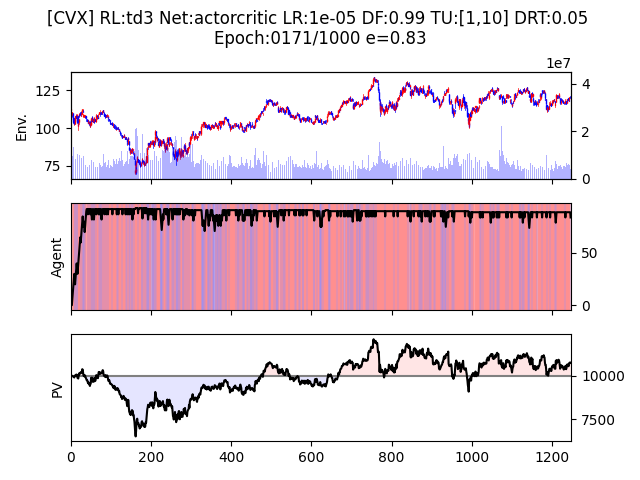 [CVX] RL:td3 Net:actorcritic LR:1e-05 DF:0.99 TU:[1,10] DRT:0.05
Epoch:0171/1000 e=0.83
1e7
125
100
75
Env.
4
2
0
Agent
50
0
PV
10000
7500
0
200
400
600
800
1000
1200